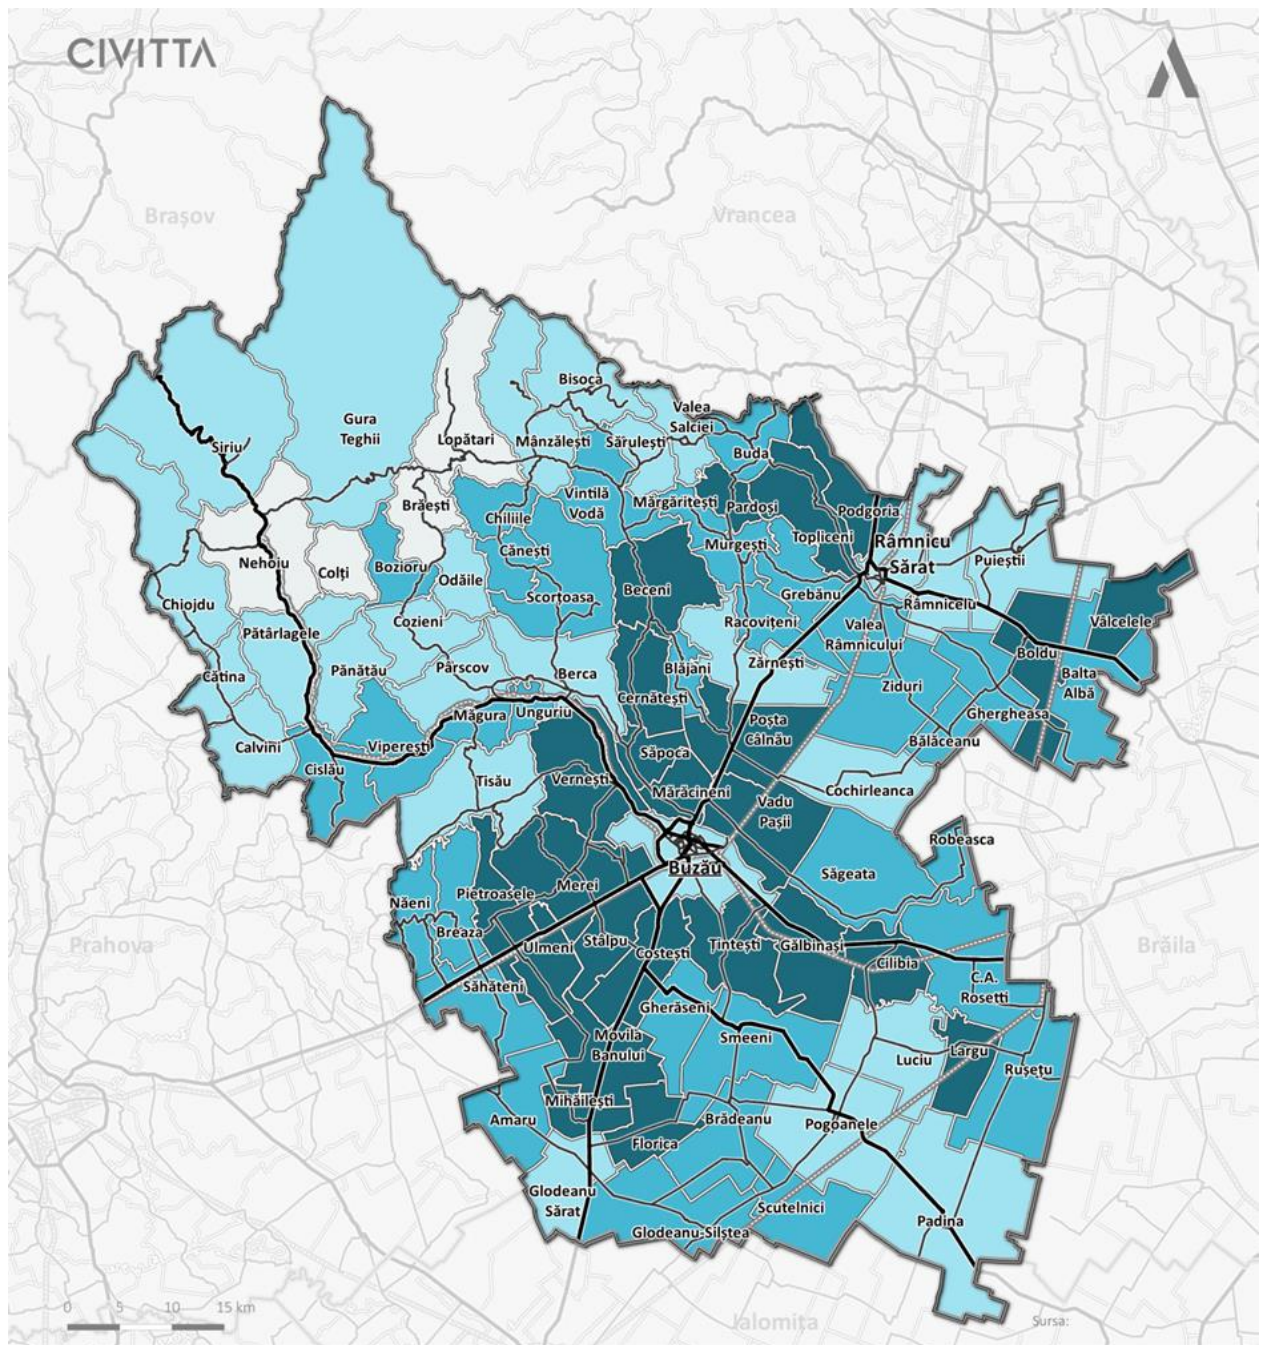 CIVITTA
Brașov
Vrancea
Bisoca
Valea
Salciei
Gura
Teghii
Siriu
Lopătari
Mânzălești
Sărulești
Buda
Vintilă
Vodă
Brăești
Chiliile
Mărgăritești
Pardoși
Podgoria
Topliceni
Râmnicu
Sărat
Murgești
Cănești
Nehoiu
Colți
Bozioru
Odăile
Puieștii
Beceni
Scorțoasa
Grebănu
Râmnicelu
Chiojdu
Cozieni
Racovițeni
Valea
Râmnicului
Vâlcelele
Pătârlagele
Boldu
Pănătău
Pârscov
Berca
Blăjani
Zărnești
Balta
Albă
Cătina
Cernătești
Ziduri
Ghergheasa
Măgura
Unguriu
Poșta
Câlnău
Calvini
Viperești
Săpoca
Bălăceanu
Cislău
Tisău
Vernești
Mărăcineni
Cochirleanca
Vadu
Pașii
Robeasca
Buzău
Săgeata
Merei
Pietroasele
Năeni
Breaza
Prahova
Ulmeni
Stâlpu
Costești
Țintești
Gălbinași
Brăila
Cilibia
C.A.
Rosetti
Săhăteni
Gherăseni
Smeeni
Movila
Banului
Luciu
Largu
Rușețu
Mihăilești
Amaru
Brădeanu
Pogoanele
Florica
Glodeanu
Sărat
Scutelnici
Padina
Glodeanu-Silștea
0 5 10 15 km
Ialomița
Sursa: